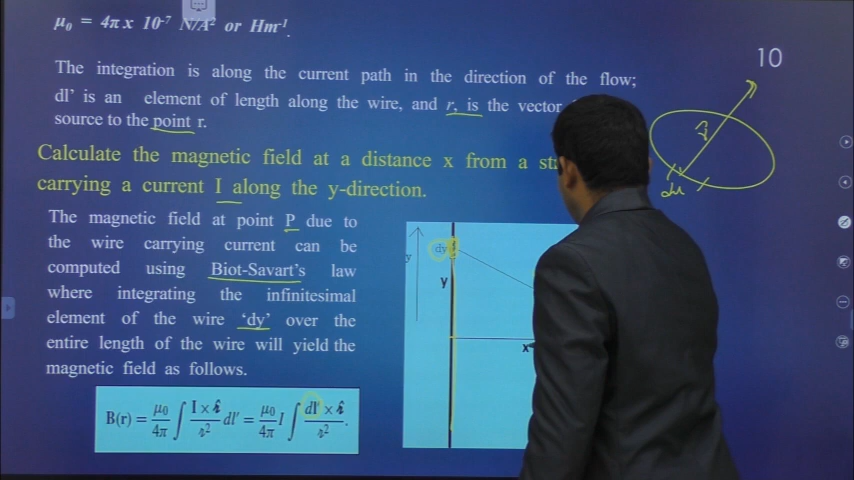 μ₀ = 4π x 10⁻⁷ N/A² or Hm⁻¹.
10
The integration is along the current path in the direction of the flow;
dl’ is an element of length along the wire, and r, is the vector
source to the point r.
Calculate the magnetic field at a distance x from a
carrying a current I along the y-direction.
The magnetic field at point P due to
the wire carrying current can be
computed using Biot-Savart’s law
where integrating the infinitesimal
element of the wire ‘dy’ over the
entire length of the wire will yield the
magnetic field as follows.
B(r) = μ₀/4π ∫ I × 𝓇̂/𝓇² dl′ = μ₀/4π I ∫ dl′ × 𝓇̂/𝓇².
dy
y
y
x